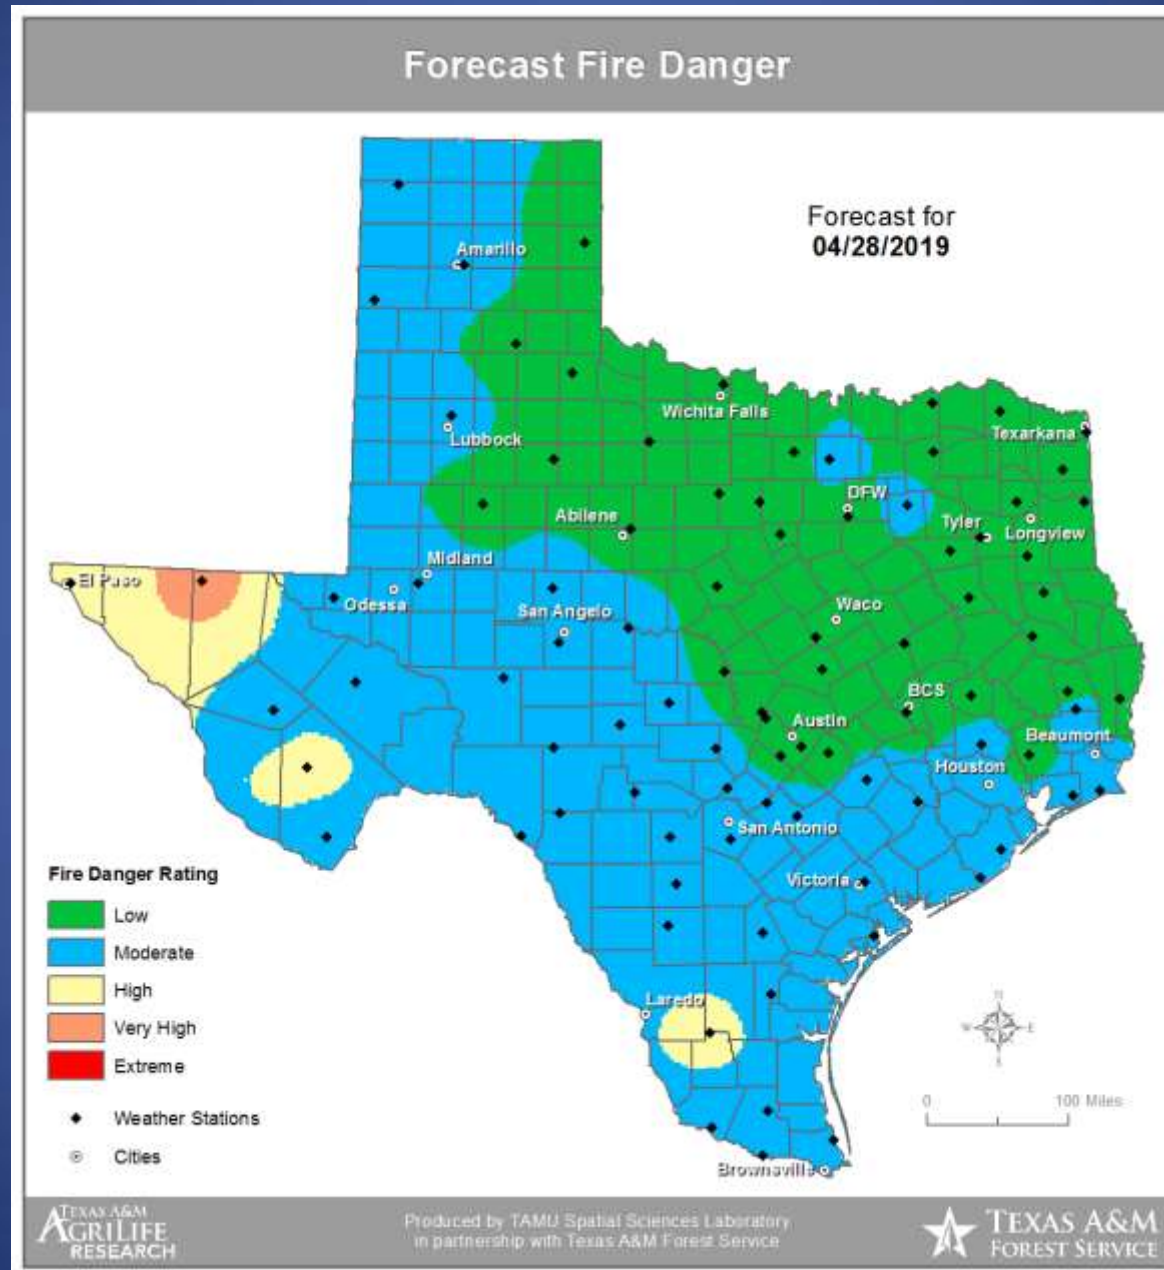 Forecast Fire Danger
Forecast for
04/28/2019
Amarillo
Wichita Falls
Lubbock
Texarkana
DFW
Abilene
Tyler
Longview
Midland
El Paso
Odessa
San Angelo
Waco
BCS
Austin
Beaumont
Houston
San Antonio
Victoria
Laredo
Brownsville
Fire Danger Rating
Low
Moderate
High
Very High
Extreme
Weather Stations
Cities
N
W E
S
0 100 Miles
TEXAS A&M
AGRILIFE
RESEARCH
Produced by TAMU Spatial Sciences Laboratory
in partnership with Texas A&M Forest Service
TEXAS A&M
FOREST SERVICE